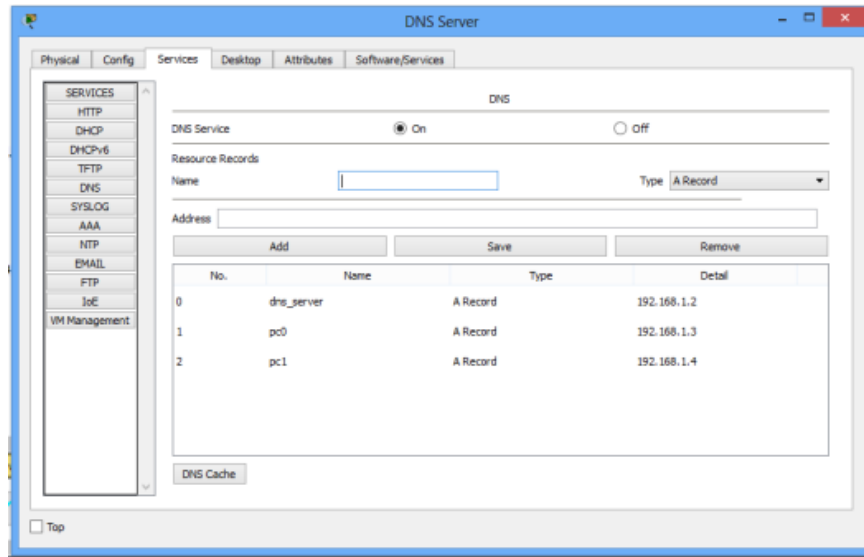 DNS Server
Physical Config Services Desktop Attributes Software/Services
SERVICES
HTTP
DHCP
DHCPv6
TFTP
DNS
SYSLOG
AAA
NTP
EMAIL
FTP
IoE
VM Management
DNS
DNS Service On Off
Resource Records
Name Type A Record
Address
Add Save Remove
No. Name Type Detail
0 dns_server A Record 192.168.1.2
1 pc0 A Record 192.168.1.3
2 pc1 A Record 192.168.1.4
DNS Cache
Top